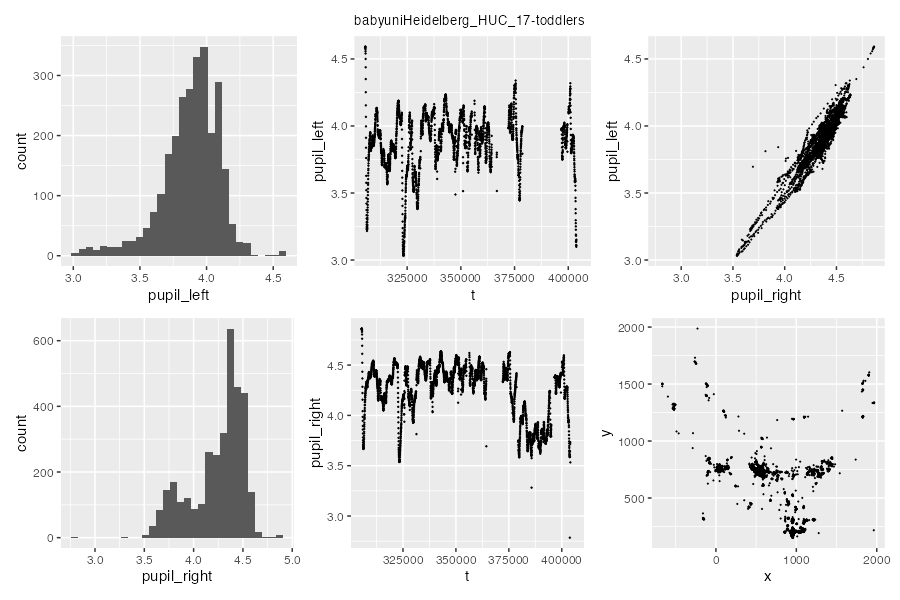 babyuniHeidelberg_HUC_17-toddlers
count
300
200
100
0
3.0 3.5 4.0 4.5
pupil_left
pupil_left
4.5
4.0
3.5
3.0
325000 350000 375000 400000
t
pupil_left
4.5
4.0
3.5
3.0
3.0 3.5 4.0 4.5
pupil_right
count
600
400
200
0
3.0 3.5 4.0 4.5 5.0
pupil_right
pupil_right
4.5
4.0
3.5
3.0
325000 350000 375000 400000
t
y
2000
1500
1000
500
0 1000 2000
x